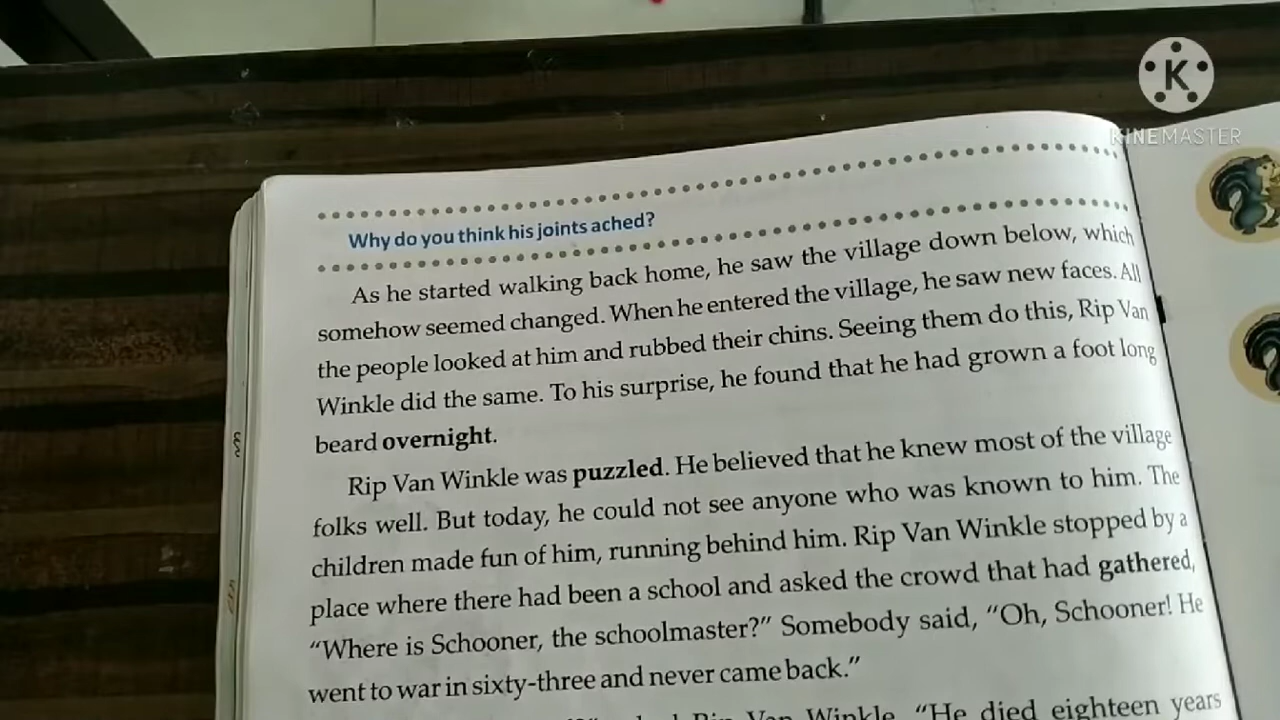 K
KINEMASTER
Why do you think his joints ached?
As he started walking back home, he saw the village down below, which
somehow seemed changed. When he entered the village, he saw new faces. All
the people looked at him and rubbed their chins. Seeing them do this, Rip Van
Winkle did the same. To his surprise, he found that he had grown a foot long
beard overnight.
Rip Van Winkle was puzzled. He believed that he knew most of the village
folks well. But today, he could not see anyone who was known to him. The
children made fun of him, running behind him. Rip Van Winkle stopped by a
place where there had been a school and asked the crowd that had gathered,
“Where is Schooner, the schoolmaster?” Somebody said, “Oh, Schooner! He
went to war in sixty-three and never came back.”
Rip Van Winkle, “He died eighteen years